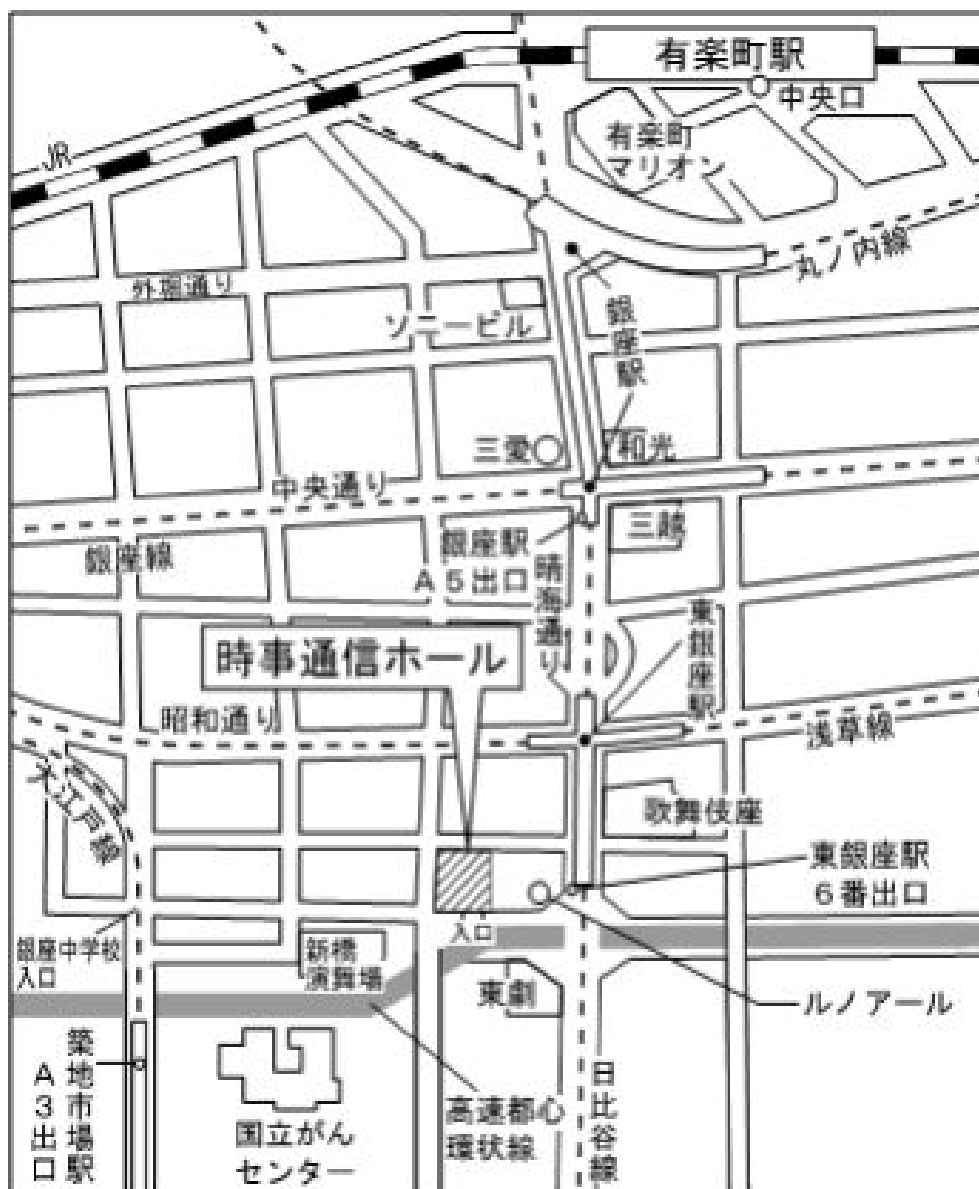 有楽町駅
中央口
有楽町
マリオン
JR
丸ノ内線
外堀通り
ソニービル
銀座駅
三愛
和光
中央通り
三越
銀座線
銀座駅
A5出口
晴海通り
東銀座駅
時事通信ホール
昭和通り
浅草線
大江戸線
歌舞伎座
東銀座駅
6番出口
入口
銀座中学校
入口
新橋
演舞場
東劇
ルノアール
築地市場駅
A3出口
国立がん
センター
高速都心
環状線
日比谷線